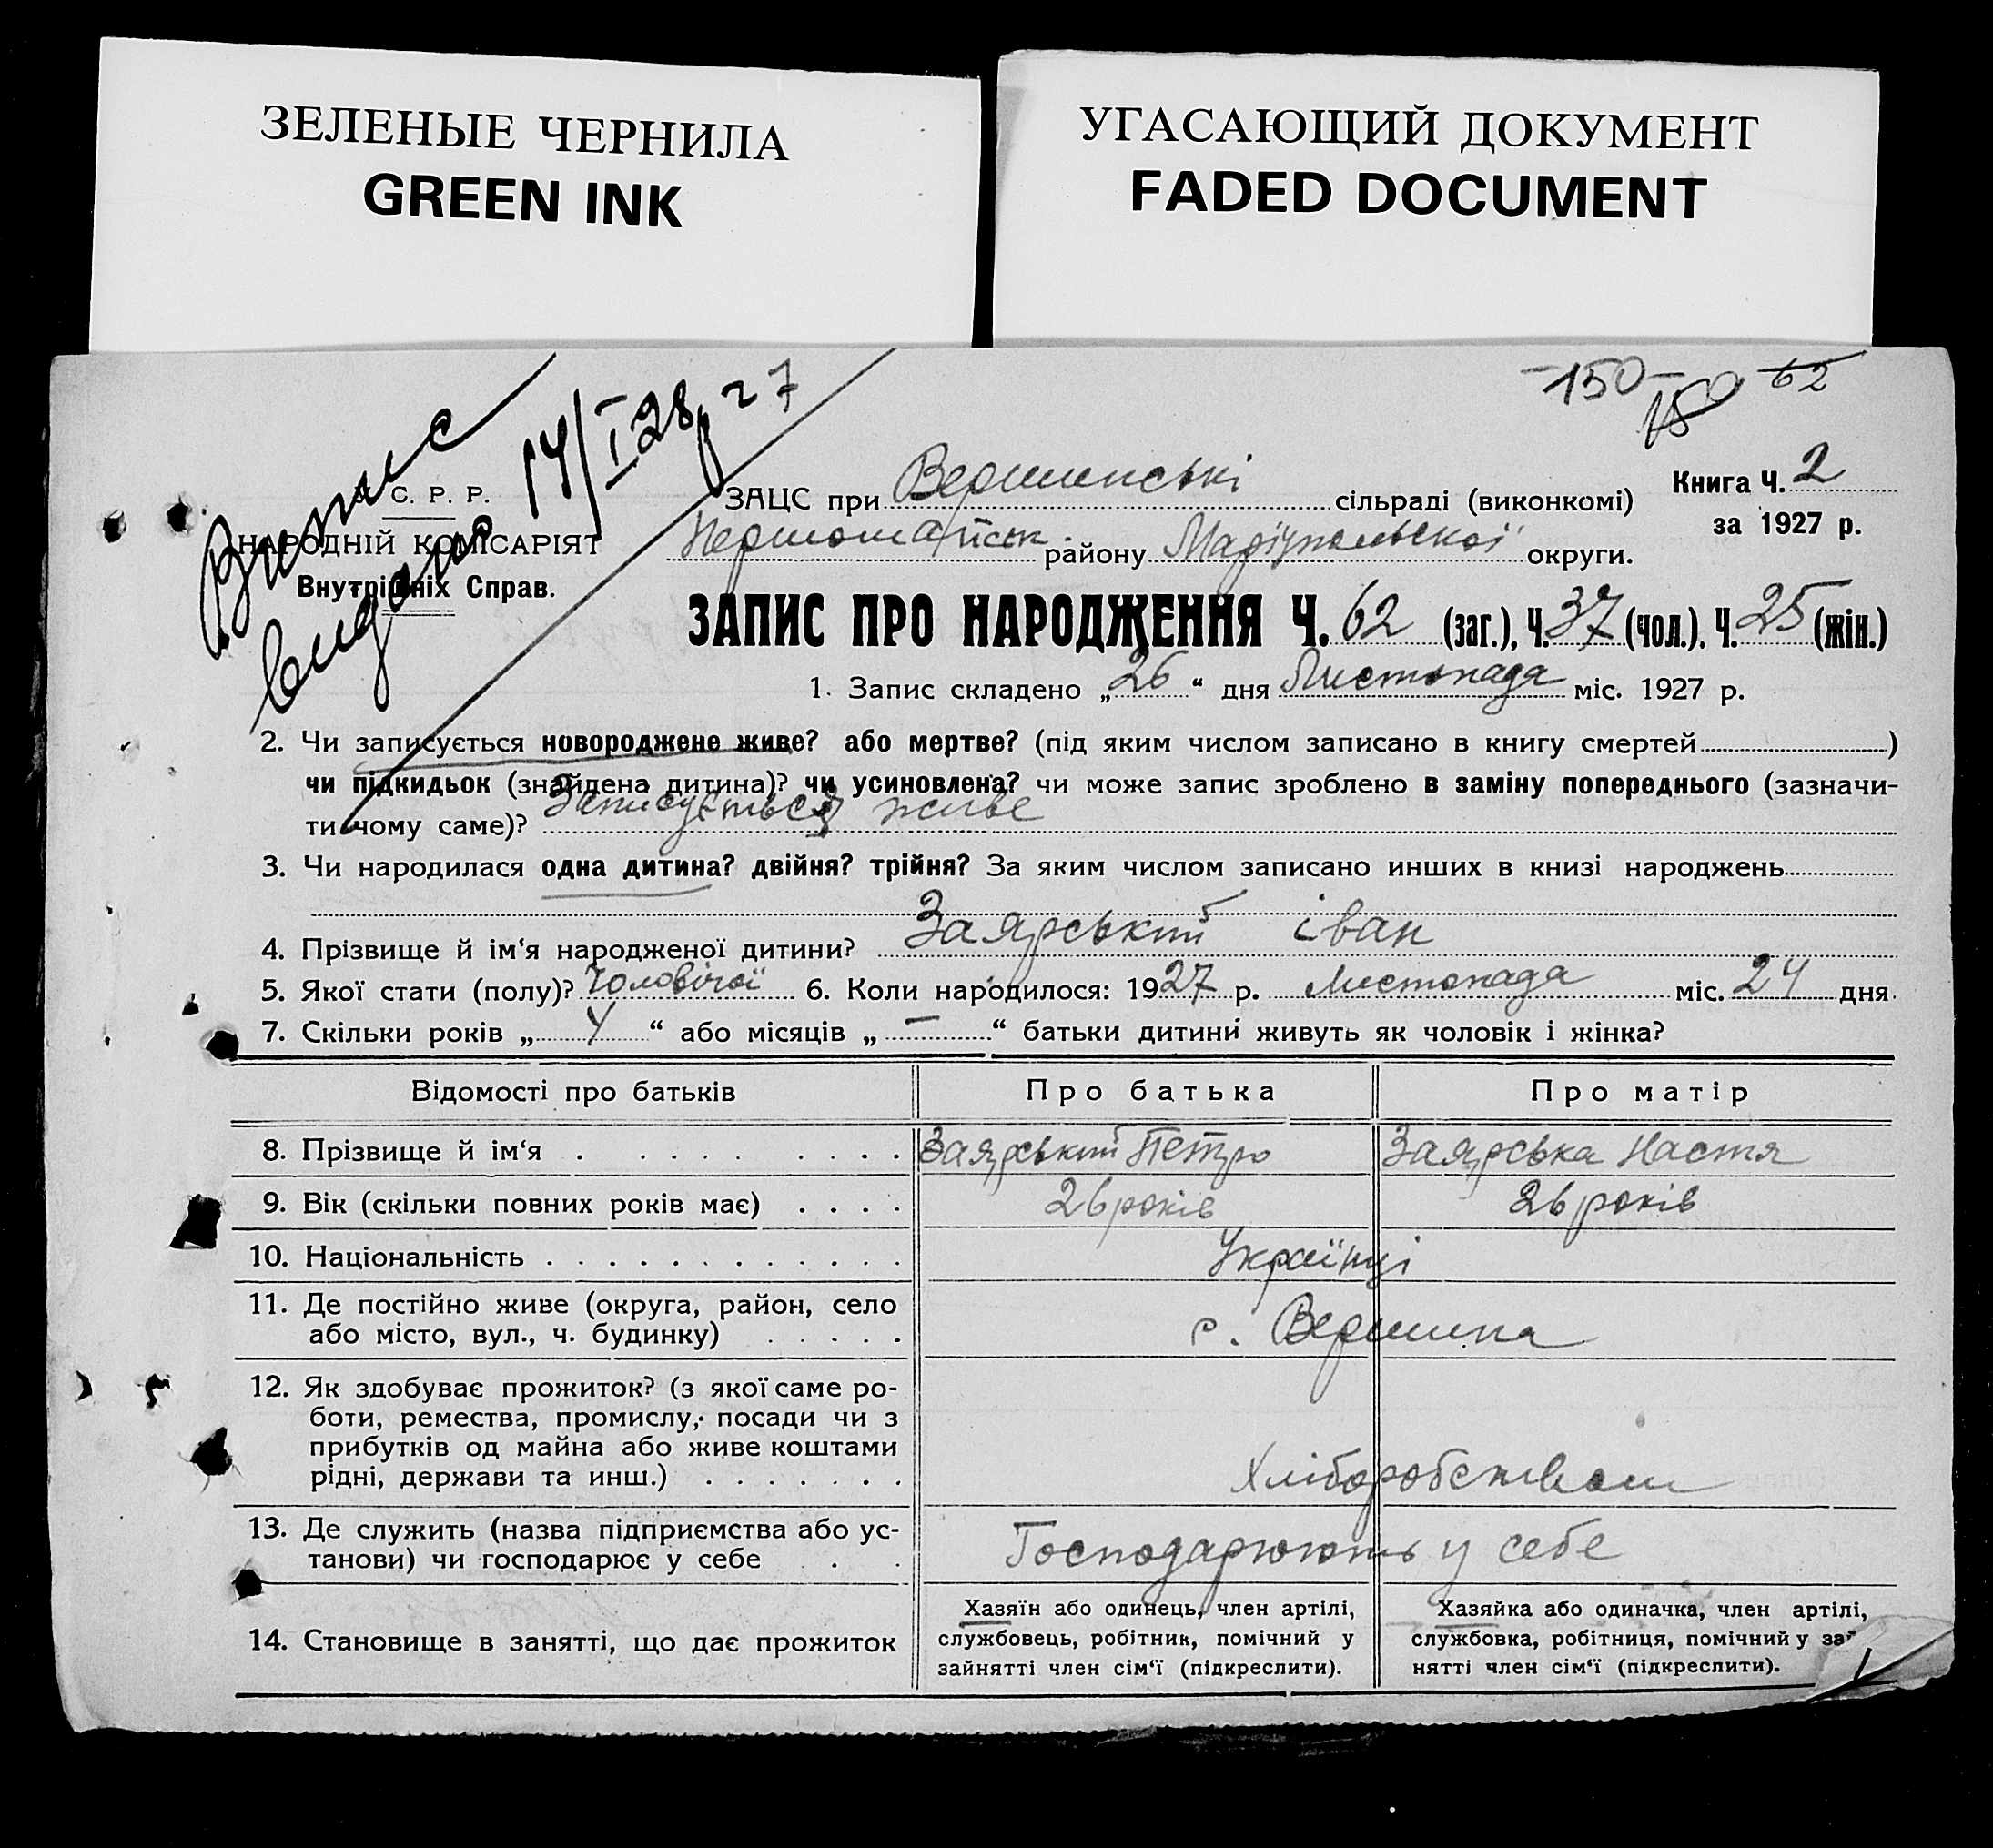 ЗЕЛЕНЫЕ ЧЕРНИЛА
GREEN INK
УГАСАЮЩИЙ ДОКУМЕНТ
FADED DOCUMENT
Випис видано 14/I 28р 27
-150- 150 62
С. Р. Р.
НАРОДНІЙ КОМІСАРІЯТ
Внутрішніх Справ.
ЗАЦС при Вершинські сільраді (виконкомі)
Першомайськ. району Маріупольської округи.
Книга Ч. 2
за 1927 р.
ЗАПИС ПРО НАРОДЖЕННЯ Ч. 62 (заг.), Ч. 37 (чол.), Ч. 25 (жін.)
1. Запис складено „26“ дня Листопада міс. 1927 р.
2. Чи записується новороджене живе? або мертве? (під яким числом записано в книгу смертей)
чи підкидьок (знайдена дитина)? чи усиновлена? чи може запис зроблено в заміну попереднього (зазначи-
ти чому саме)? Записується живе
3. Чи народилася одна дитина? двійня? трійня? За яким числом записано инших в книзі народжень
4. Прізвище й ім‘я народженої дитини? Заярський іван
5. Якої стати (полу)? Чоловічої 6. Коли народилося: 1927 р. Листопада міс. 24 дня
7. Скільки років „4“ або місяців „—“ батьки дитини живуть як чоловік і жінка?
Відомості про батьків Про батька Про матір
8. Прізвище й ім‘я Заярський Петро Заярська Настя
9. Вік (скільки повних років має) 26 років 26 років
10. Національність Українці
11. Де постійно живе (округа, район, село
або місто, вул., ч. будинку) с. Вершина
12. Як здобуває прожиток? (з якої саме ро-
боти, ремества, промислу, посади чи з
прибутків од майна або живе коштами
рідні, держави та инш.) Хліборобством
13. Де служить (назва підприємства або ус-
танови) чи господарює у себе Господарюють у себе
14. Становище в занятті, що дає прожиток
Хазяїн або одинець, член артілі,
службовець, робітник, помічний у
зайнятті член сім‘ї (підкреслити).
Хазяйка або одиначка, член артілі,
службовка, робітниця, помічний у зай
нятті член сім‘ї (підкреслити).